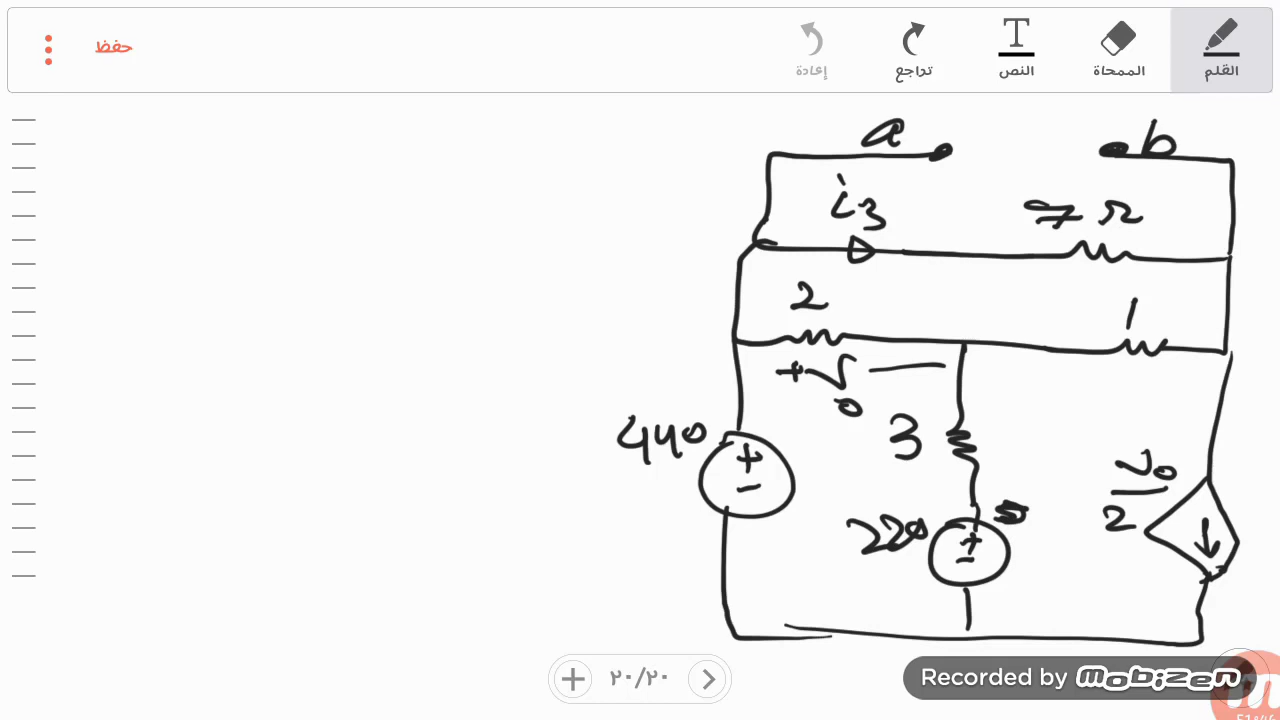 حفظ
إعادة
تراجع
النص
الممحاة
القلم
a
b
i3
7
2
1
+ V0 —
440
+
-
3
220
+
-
V0
2
٢٠/٢٠
Recorded by mobizen